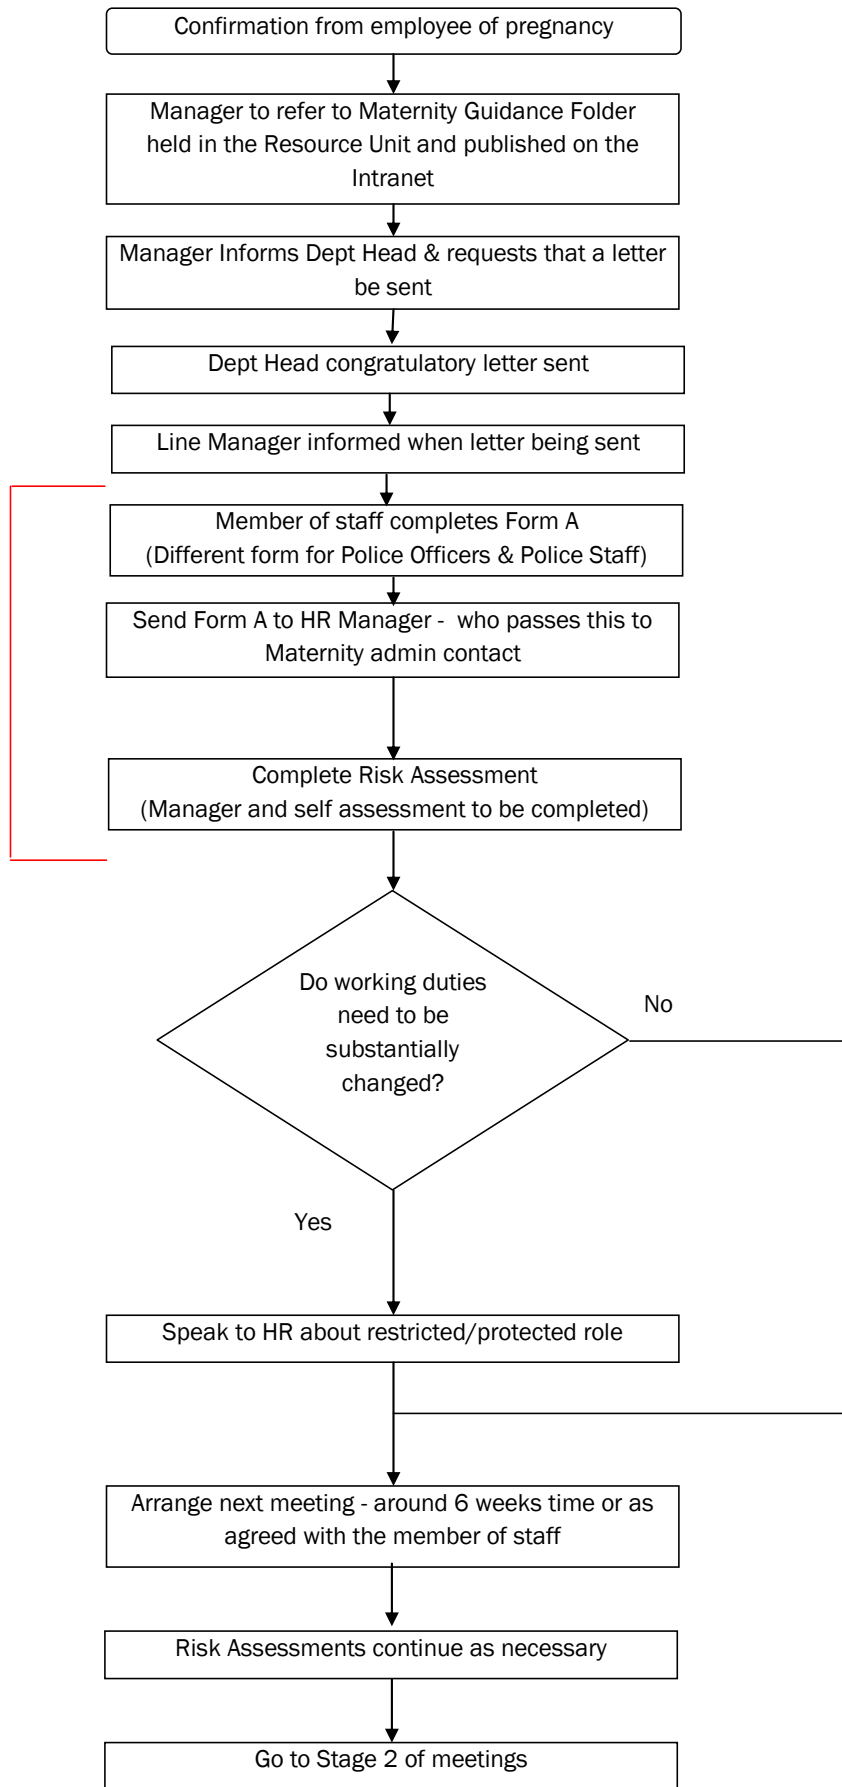 Confirmation from employee of pregnancy
Manager to refer to Maternity Guidance Folder
held in the Resource Unit and published on the
Intranet
Manager Informs Dept Head & requests that a letter
be sent
Dept Head congratulatory letter sent
Line Manager informed when letter being sent
Member of staff completes Form A
(Different form for Police Officers & Police Staff)
Send Form A to HR Manager - who passes this to
Maternity admin contact
Complete Risk Assessment
(Manager and self assessment to be completed)
Do working duties
need to be
substantially
changed?
No
Yes
Speak to HR about restricted/protected role
Arrange next meeting - around 6 weeks time or as
agreed with the member of staff
Risk Assessments continue as necessary
Go to Stage 2 of meetings